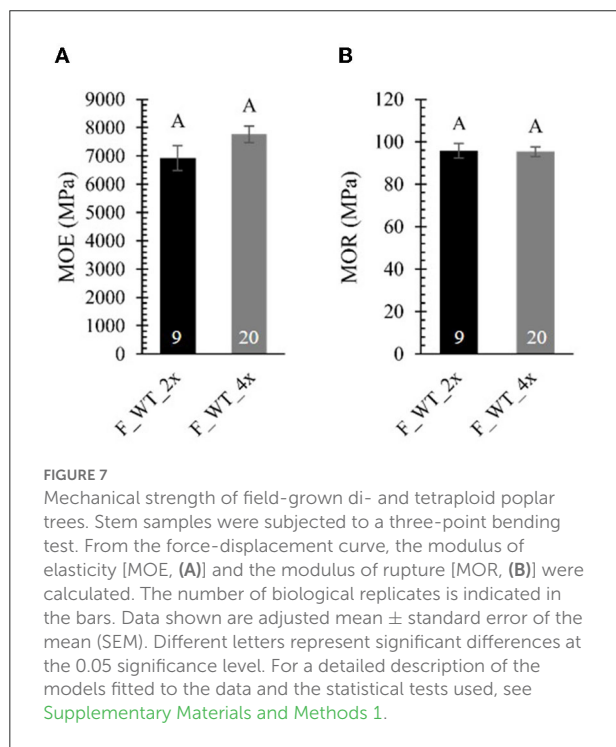 A
B
9000
8000
7000
6000
5000
4000
3000
2000
1000
0
MOE (MPa)
A
A
9
20
F_WT_2x
F_WT_4x
120
100
80
60
40
20
0
MOR (MPa)
A
A
9
20
F_WT_2x
F_WT_4x
FIGURE 7
Mechanical strength of field-grown di- and tetraploid poplar
trees. Stem samples were subjected to a three-point bending
test. From the force-displacement curve, the modulus of
elasticity [MOE, (A)] and the modulus of rupture [MOR, (B)] were
calculated. The number of biological replicates is indicated in
the bars. Data shown are adjusted mean ± standard error of the
mean (SEM). Different letters represent significant differences at
the 0.05 significance level. For a detailed description of the
models fitted to the data and the statistical tests used, see
Supplementary Materials and Methods 1.